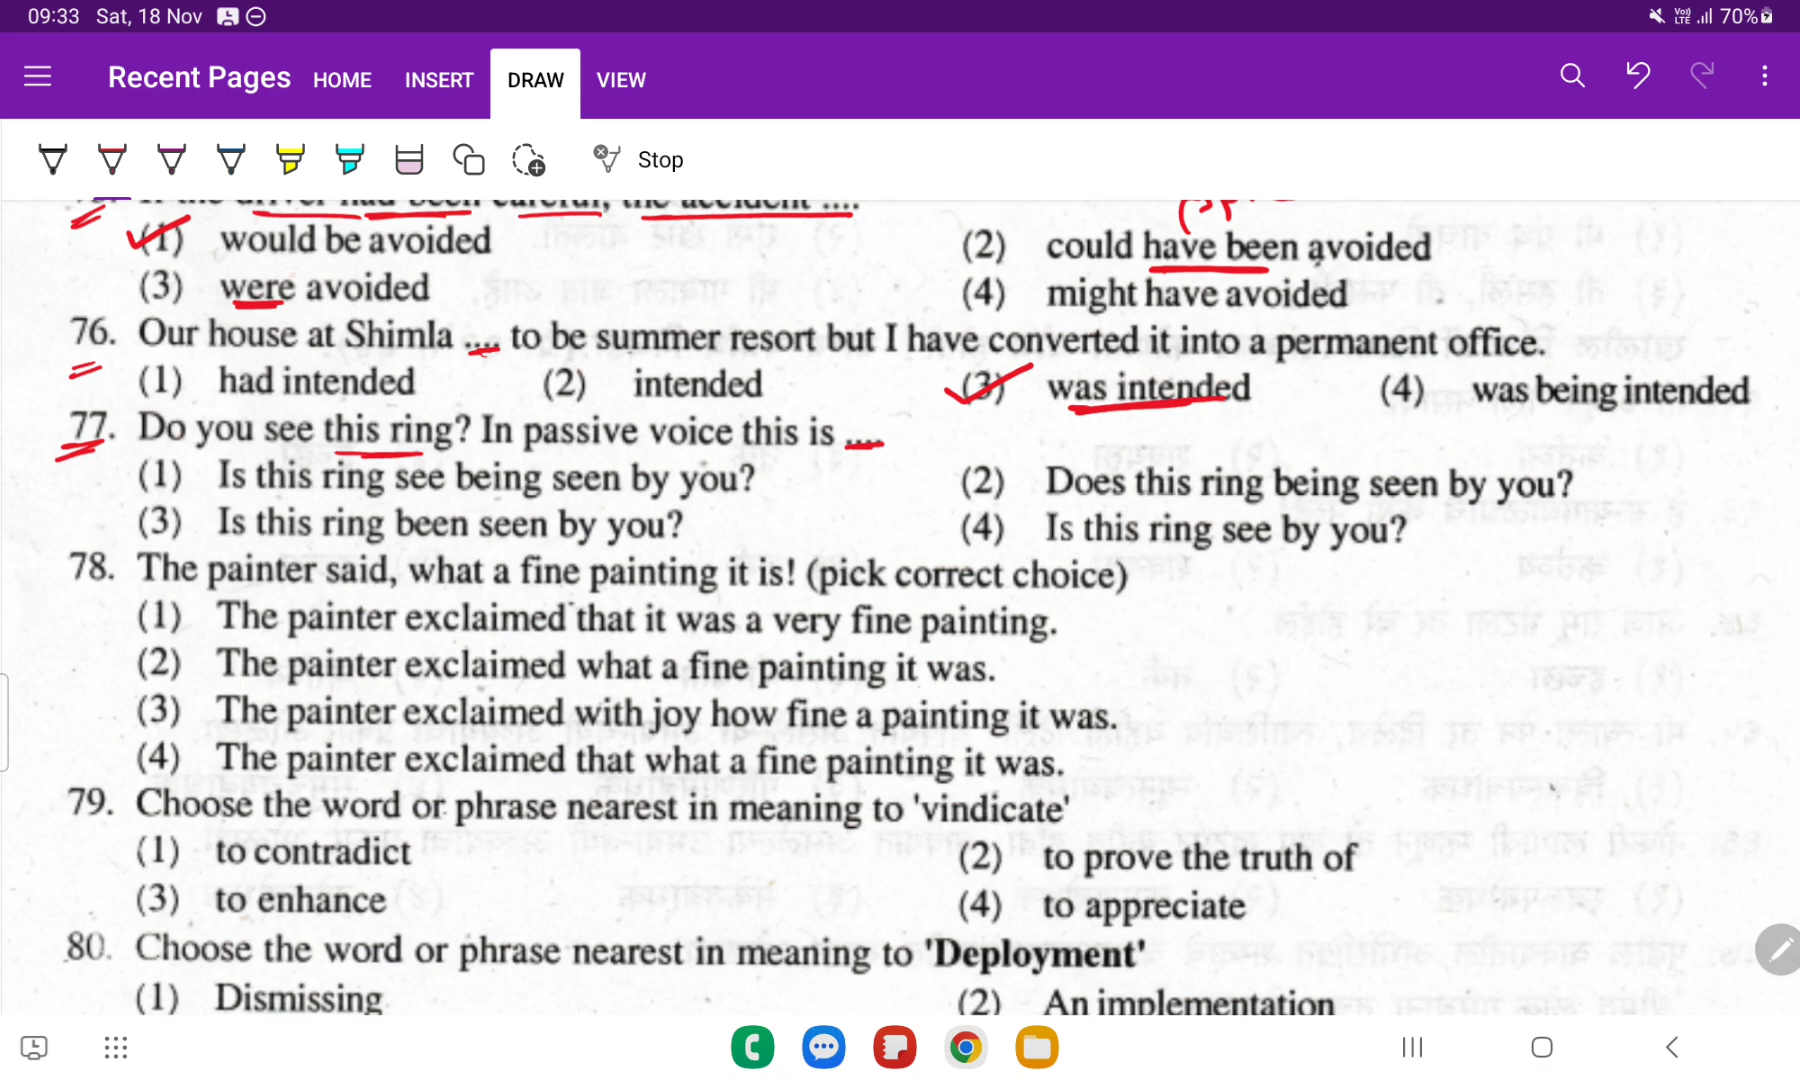 09:33 Sat, 18 Nov
Vo)) LTE 70%
Recent Pages HOME INSERT DRAW VIEW
Stop
the driver had been careful, the accident ....
(1) would be avoided (2) could have been avoided
(3) were avoided (4) might have avoided
76. Our house at Shimla .... to be summer resort but I have converted it into a permanent office.
(1) had intended (2) intended (3) was intended (4) was being intended
77. Do you see this ring? In passive voice this is ....
(1) Is this ring see being seen by you? (2) Does this ring being seen by you?
(3) Is this ring been seen by you? (4) Is this ring see by you?
78. The painter said, what a fine painting it is! (pick correct choice)
(1) The painter exclaimed that it was a very fine painting.
(2) The painter exclaimed what a fine painting it was.
(3) The painter exclaimed with joy how fine a painting it was.
(4) The painter exclaimed that what a fine painting it was.
79. Choose the word or phrase nearest in meaning to 'vindicate'
(1) to contradict (2) to prove the truth of
(3) to enhance (4) to appreciate
80. Choose the word or phrase nearest in meaning to 'Deployment'
(1) Dismissing (2) An implementation